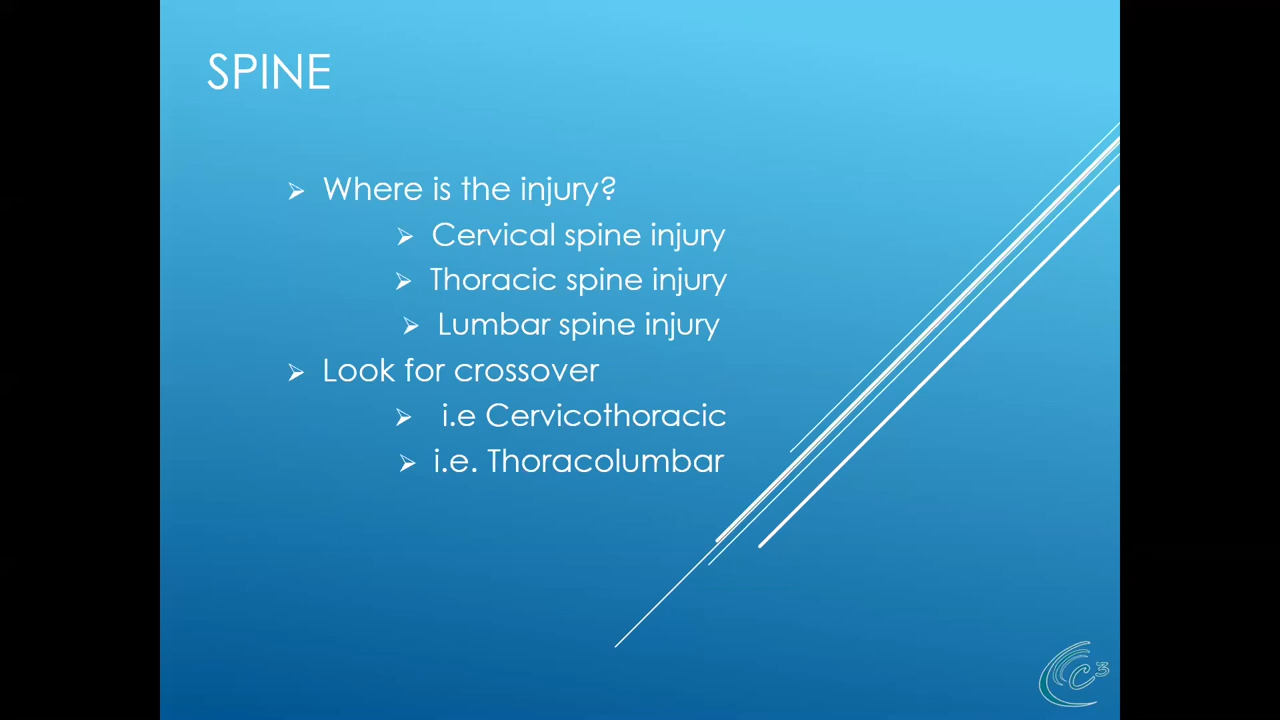 SPINE
Where is the injury?
Cervical spine injury
Thoracic spine injury
Lumbar spine injury
Look for crossover
i.e Cervicothoracic
i.e. Thoracolumbar
C3